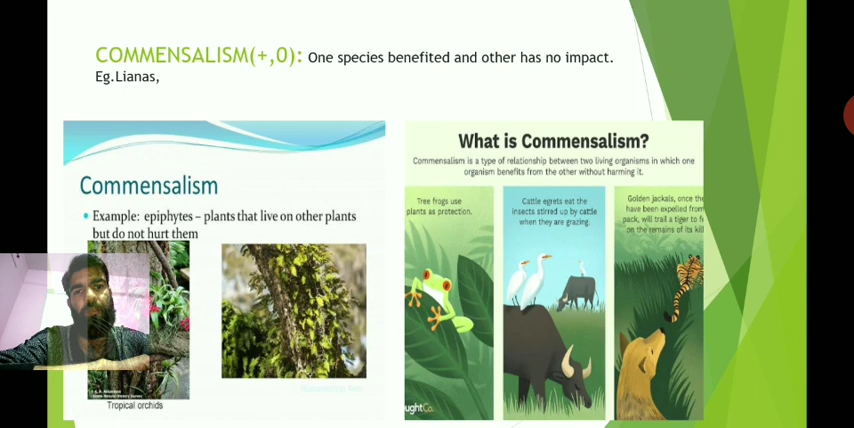 COMMENSALISM(+,0): One species benefited and other has no impact.
Eg.Lianas,
Commensalism
Example: epiphytes – plants that live on other plants
but do not hurt them
Tropical orchids
What is Commensalism?
Commensalism is a type of relationship between two living organisms in which one
organism benefits from the other without harming it.
Tree frogs use
plants as protection.
Cattle egrets eat the
insects stirred up by cattle
when they are grazing.
Golden jackals, once the
have been expelled from
pack, will trail a tiger to fe
on the remains of its kill
ughtCo.